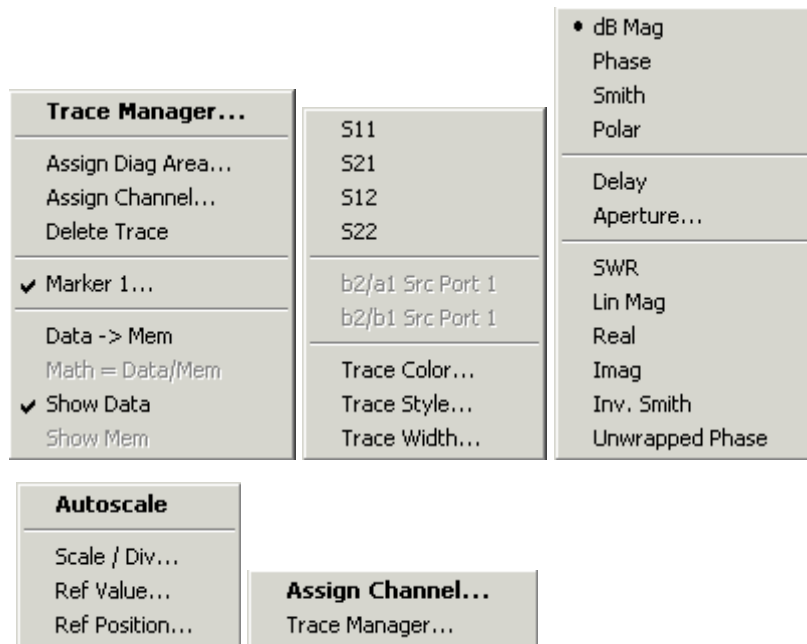 Trace Manager...
Assign Diag Area...
Assign Channel...
Delete Trace
Marker 1...
Data -> Mem
Math = Data/Mem
Show Data
Show Mem
S11
S21
S12
S22
b2/a1 Src Port 1
b2/b1 Src Port 1
Trace Color...
Trace Style...
Trace Width...
dB Mag
Phase
Smith
Polar
Delay
Aperture...
SWR
Lin Mag
Real
Imag
Inv. Smith
Unwrapped Phase
Autoscale
Scale / Div...
Ref Value...
Ref Position...
Assign Channel...
Trace Manager...